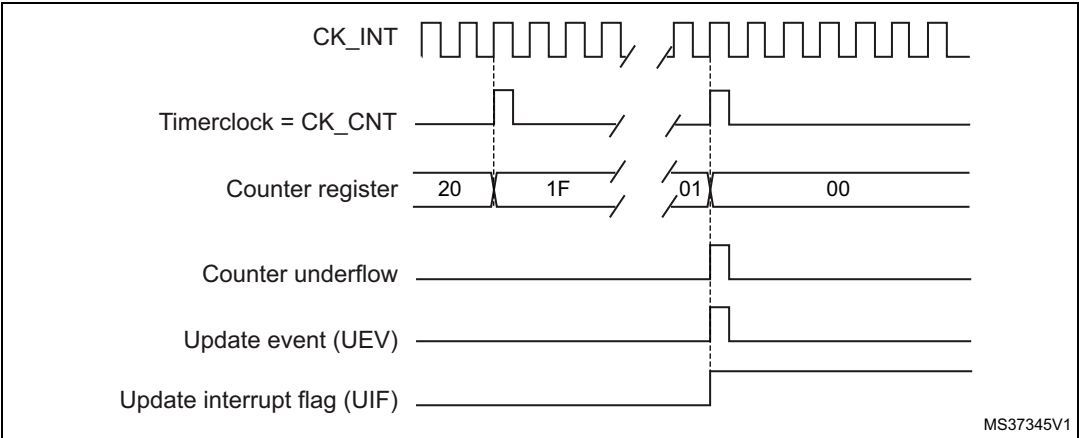 CK_INT
Timerclock = CK_CNT
Counter register 20 1F 01 00
Counter underflow
Update event (UEV)
Update interrupt flag (UIF)
MS37345V1